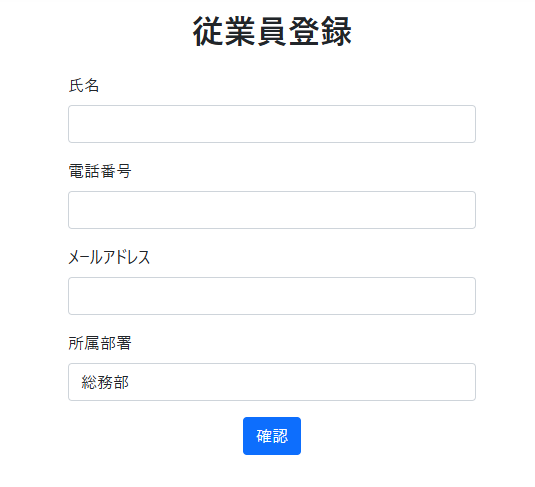 従業員登録
氏名
電話番号
メールアドレス
所属部署
総務部
確認